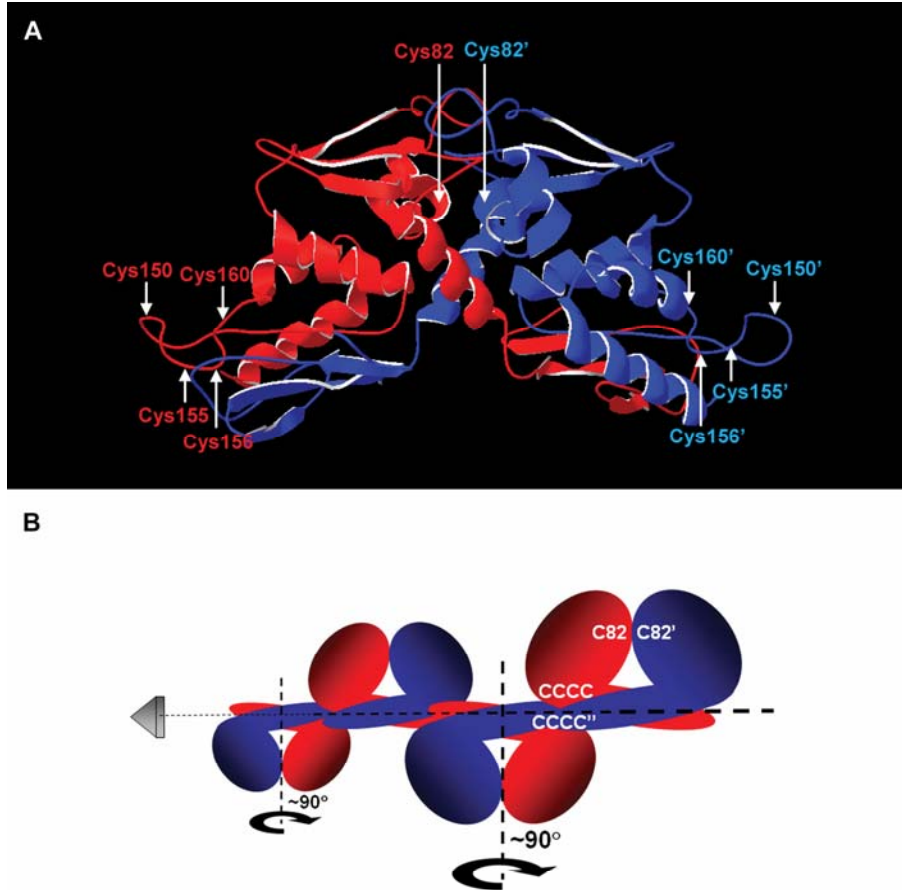 A
Cys82 Cys82'
Cys150 Cys160 Cys160' Cys150'
Cys155 Cys155'
Cys156 Cys156'
B
C82 C82'
CCCC
CCCC''
~90°
~90°